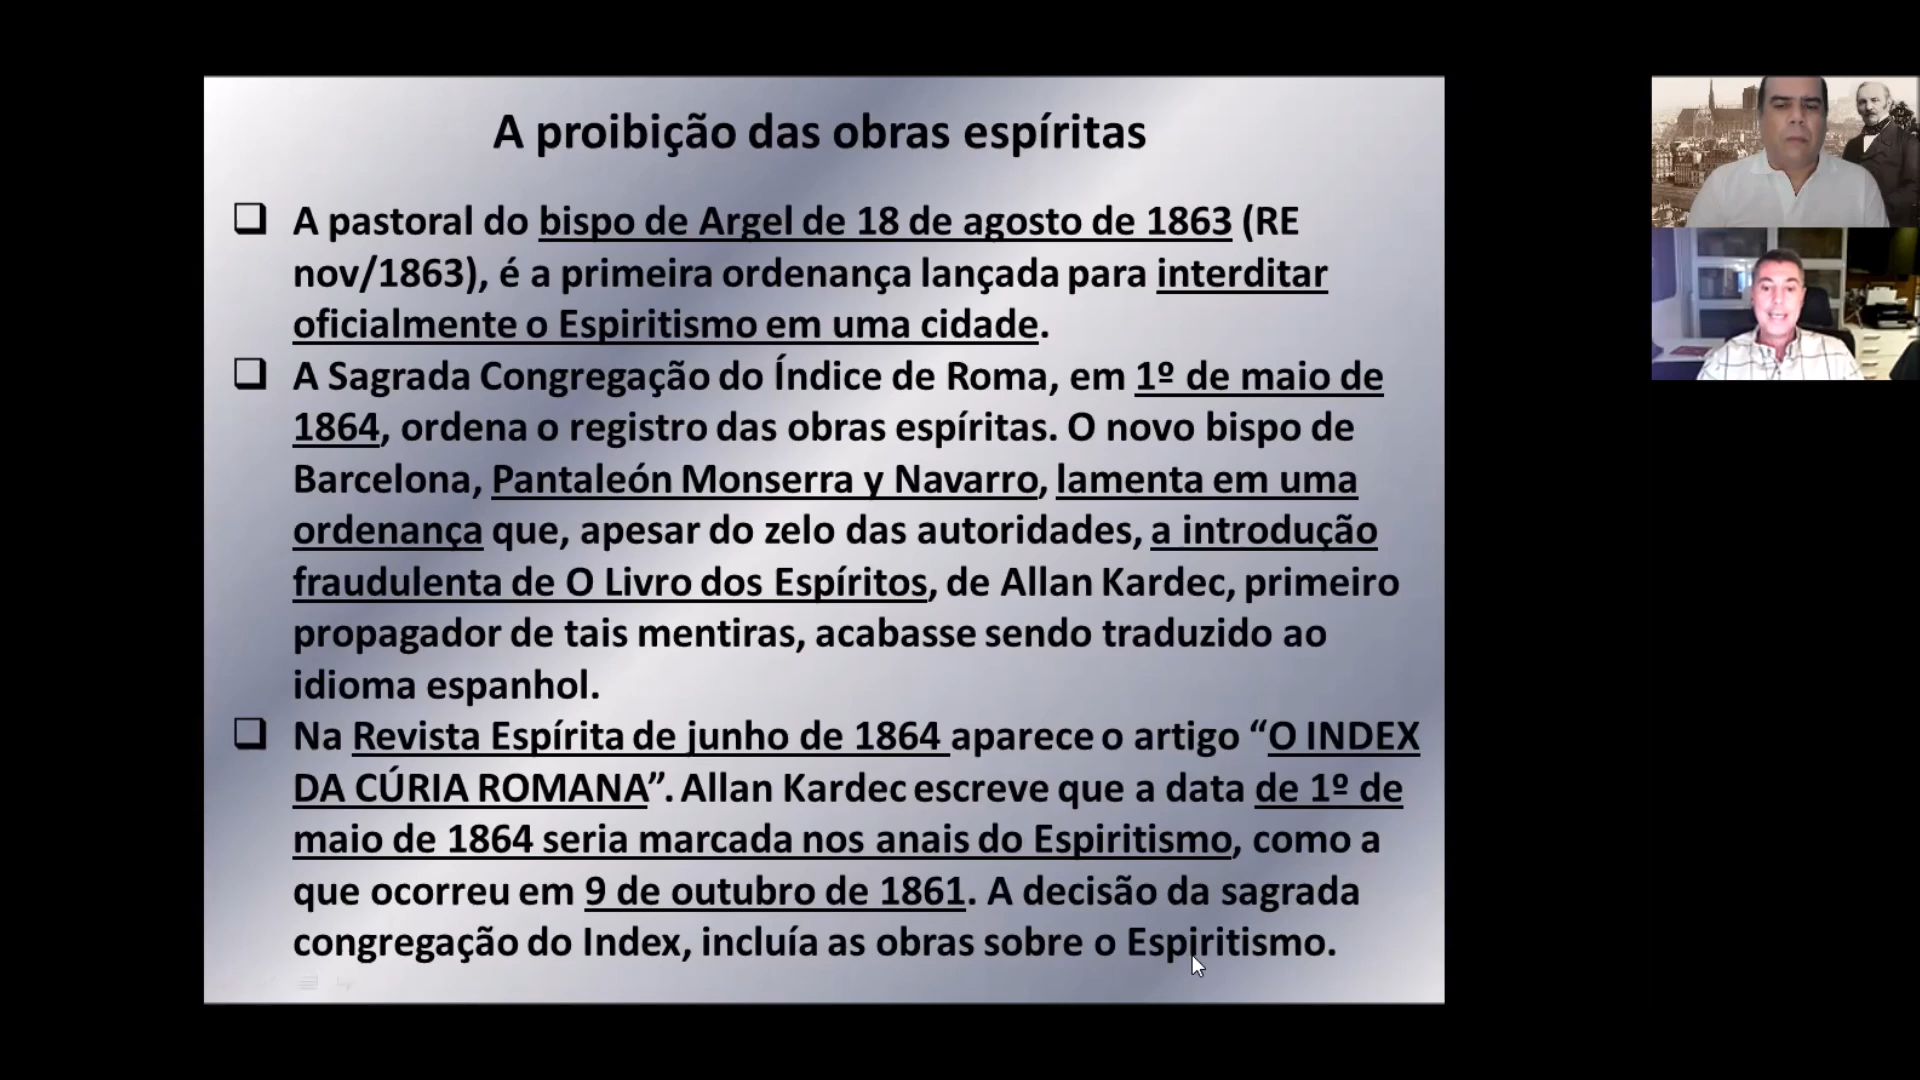 A proibição das obras espíritas
A pastoral do bispo de Argel de 18 de agosto de 1863 (RE
nov/1863), é a primeira ordenança lançada para interditar
oficialmente o Espiritismo em uma cidade.
A Sagrada Congregação do Índice de Roma, em 1º de maio de
1864, ordena o registro das obras espíritas. O novo bispo de
Barcelona, Pantaleón Monserra y Navarro, lamenta em uma
ordenança que, apesar do zelo das autoridades, a introdução
fraudulenta de O Livro dos Espíritos, de Allan Kardec, primeiro
propagador de tais mentiras, acabasse sendo traduzido ao
idioma espanhol.
Na Revista Espírita de junho de 1864 aparece o artigo “O INDEX
DA CÚRIA ROMANA”. Allan Kardec escreve que a data de 1º de
maio de 1864 seria marcada nos anais do Espiritismo, como a
que ocorreu em 9 de outubro de 1861. A decisão da sagrada
congregação do Index, incluía as obras sobre o Espiritismo.